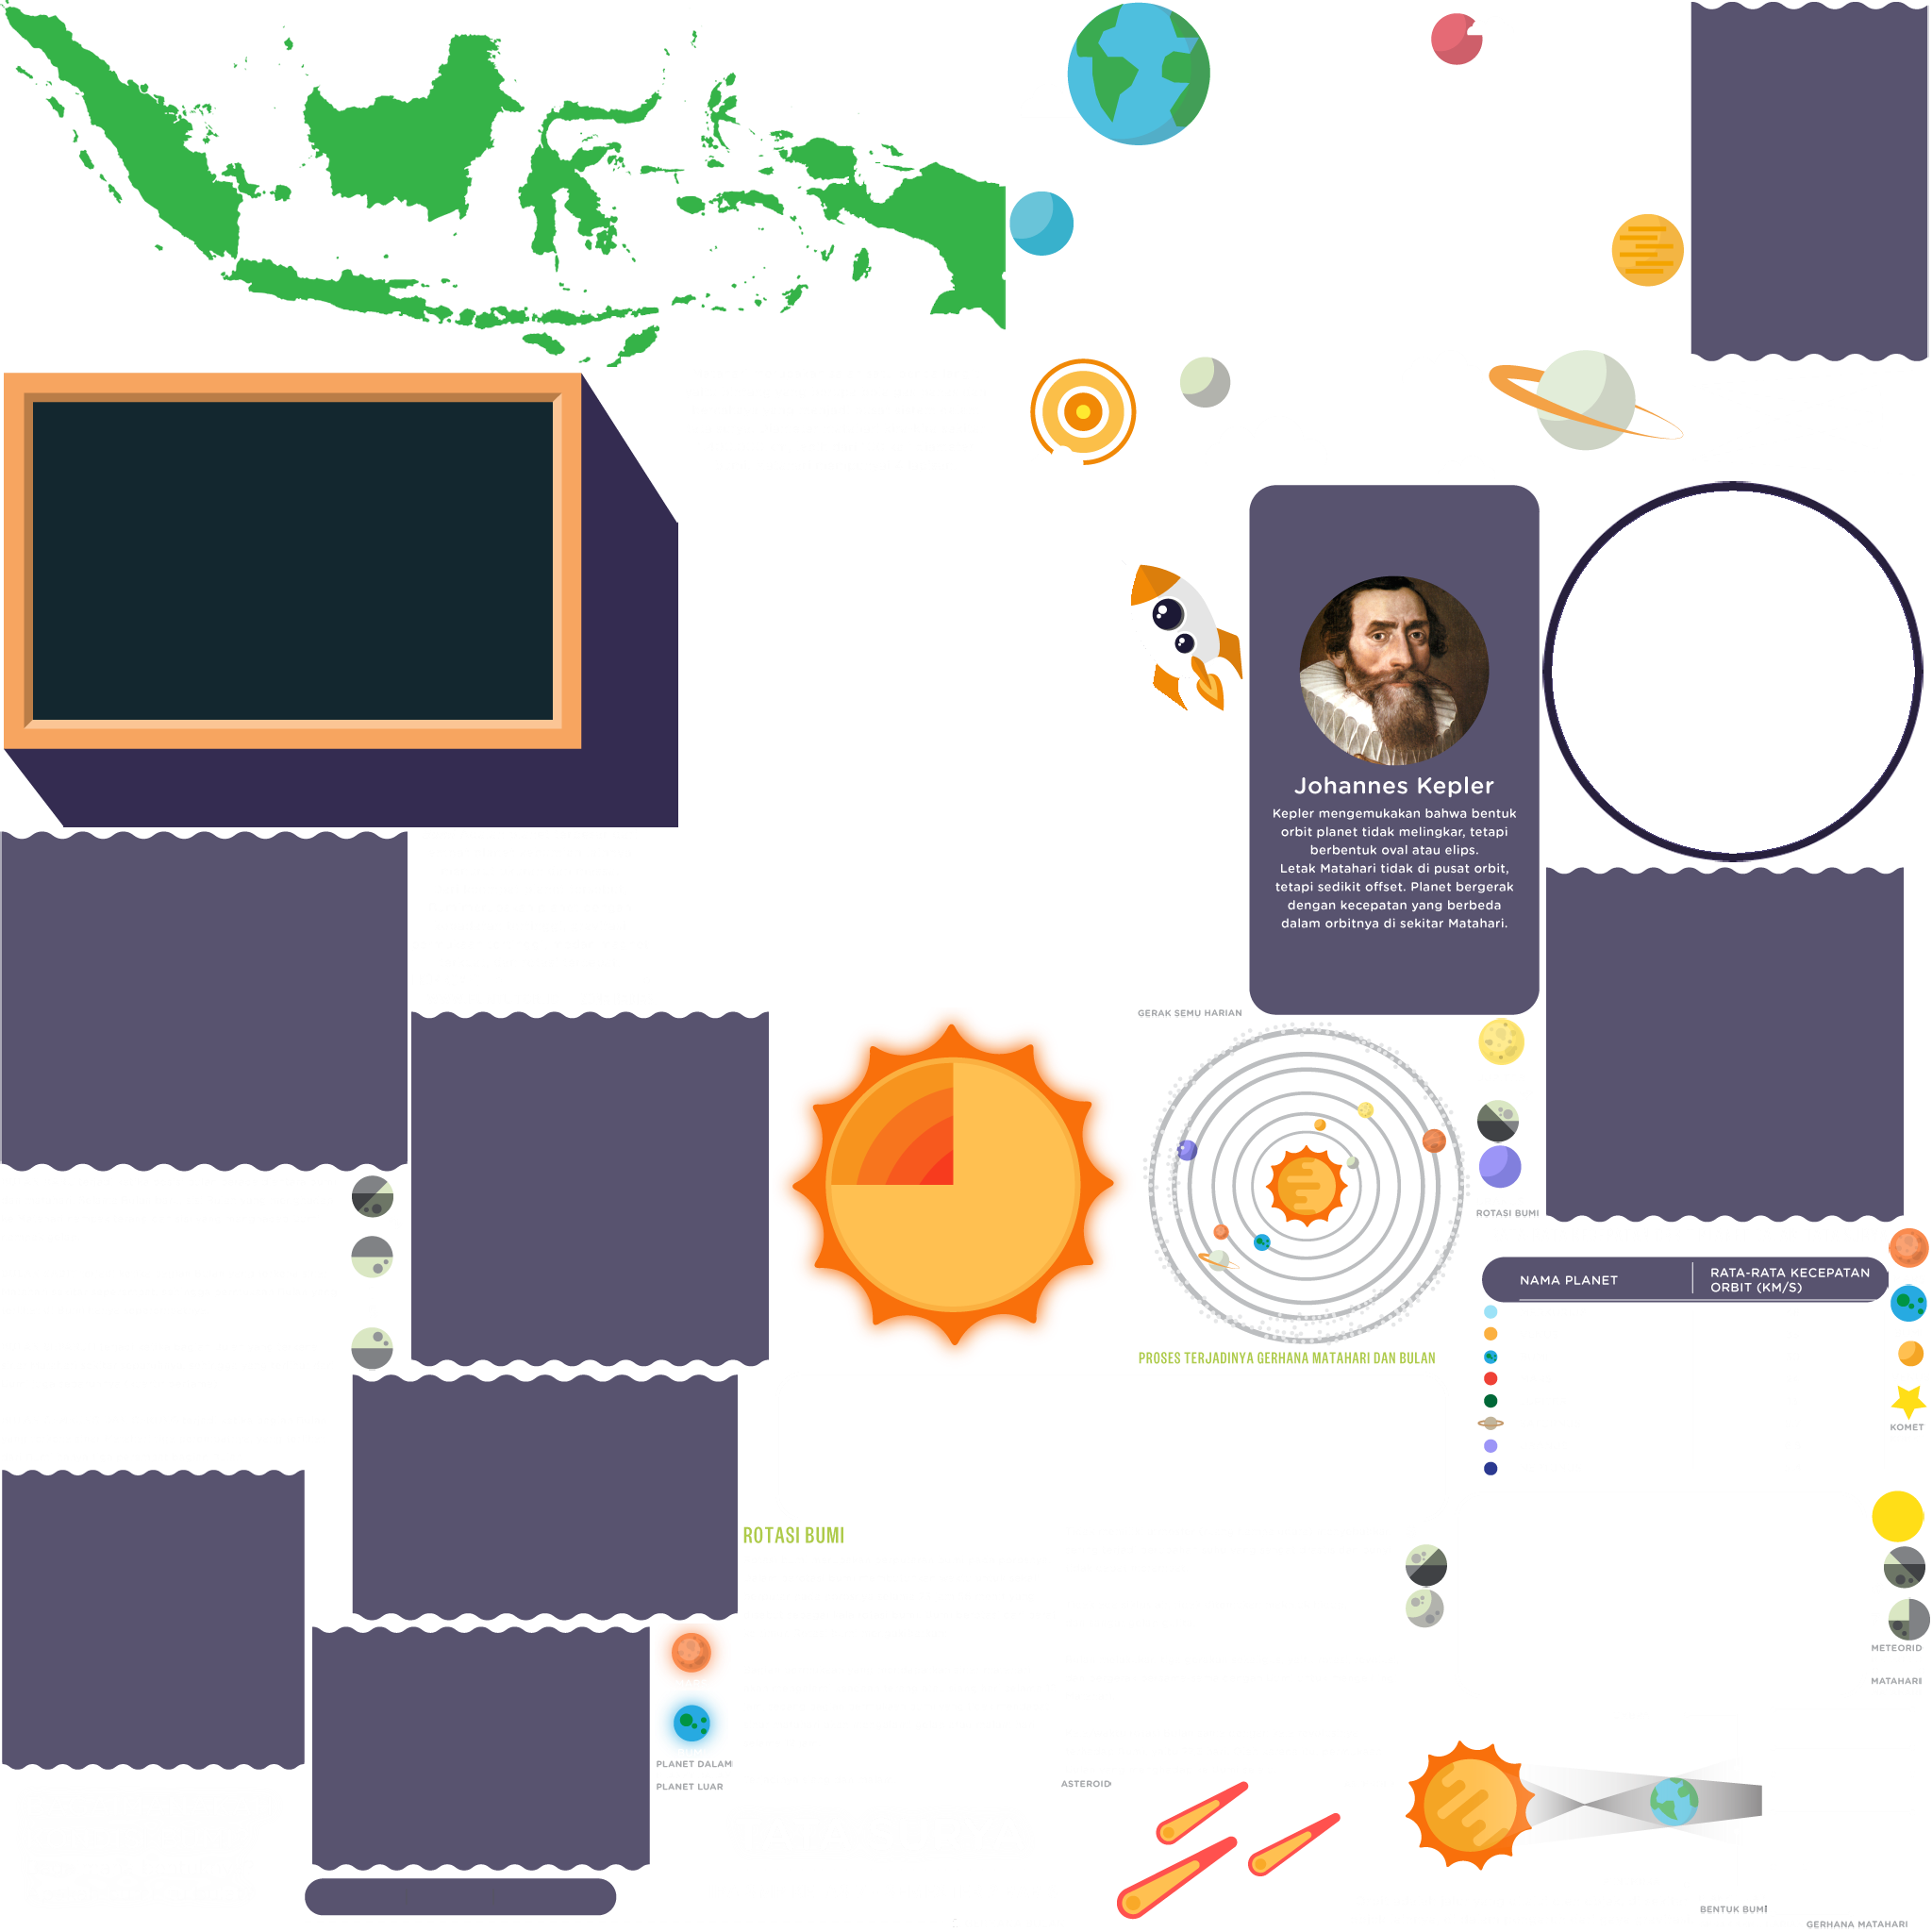 Johannes Kepler
Kepler mengemukakan bahwa bentuk
orbit planet tidak melingkar, tetapi
berbentuk oval atau elips.
Letak Matahari tidak di pusat orbit,
tetapi sedikit offset. Planet bergerak
dengan kecepatan yang berbeda
dalam orbitnya di sekitar Matahari.
GERAK SEMU HARIAN
ROTASI BUMI
NAMA PLANET
RATA-RATA KECEPATAN
ORBIT (KM/S)
PROSES TERJADINYA GERHANA MATAHARI DAN BULAN
KOMET
ROTASI BUMI
METEORID
MATAHARI
PLANET DALAM
PLANET LUAR
ASTEROID
BENTUK BUMI
GERHANA MATAHARI